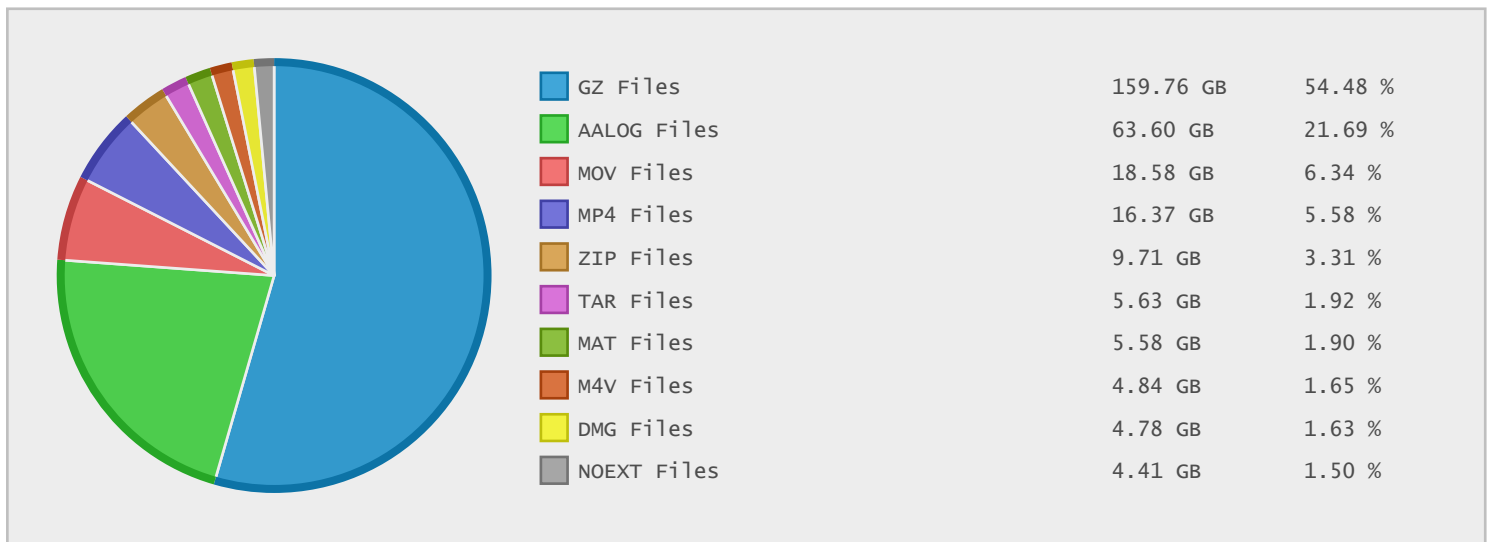 GZ Files 159.76 GB 54.48 %
AALOG Files 63.60 GB 21.69 %
MOV Files 18.58 GB 6.34 %
MP4 Files 16.37 GB 5.58 %
ZIP Files 9.71 GB 3.31 %
TAR Files 5.63 GB 1.92 %
MAT Files 5.58 GB 1.90 %
M4V Files 4.84 GB 1.65 %
DMG Files 4.78 GB 1.63 %
NOEXT Files 4.41 GB 1.50 %